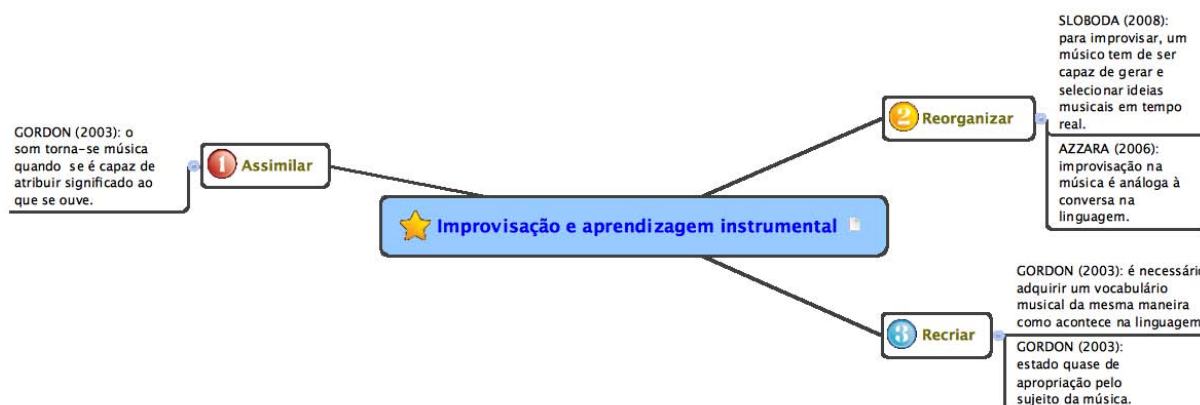 GORDON (2003): o
som torna-se música
quando se é capaz de
atribuir significado ao
que se ouve.
1 Assimilar
Improvisação e aprendizagem instrumental
2 Reorganizar
SLOBODA (2008):
para improvisar, um
músico tem de ser
capaz de gerar e
selecionar ideias
musicais em tempo
real.
AZZARA (2006):
improvisação na
música é análoga à
conversa na
linguagem.
3 Recriar
GORDON (2003): é necessário
adquirir um vocabulário
musical da mesma maneira
como acontece na linguagem
GORDON (2003):
estado quase de
apropriação pelo
sujeito da música.